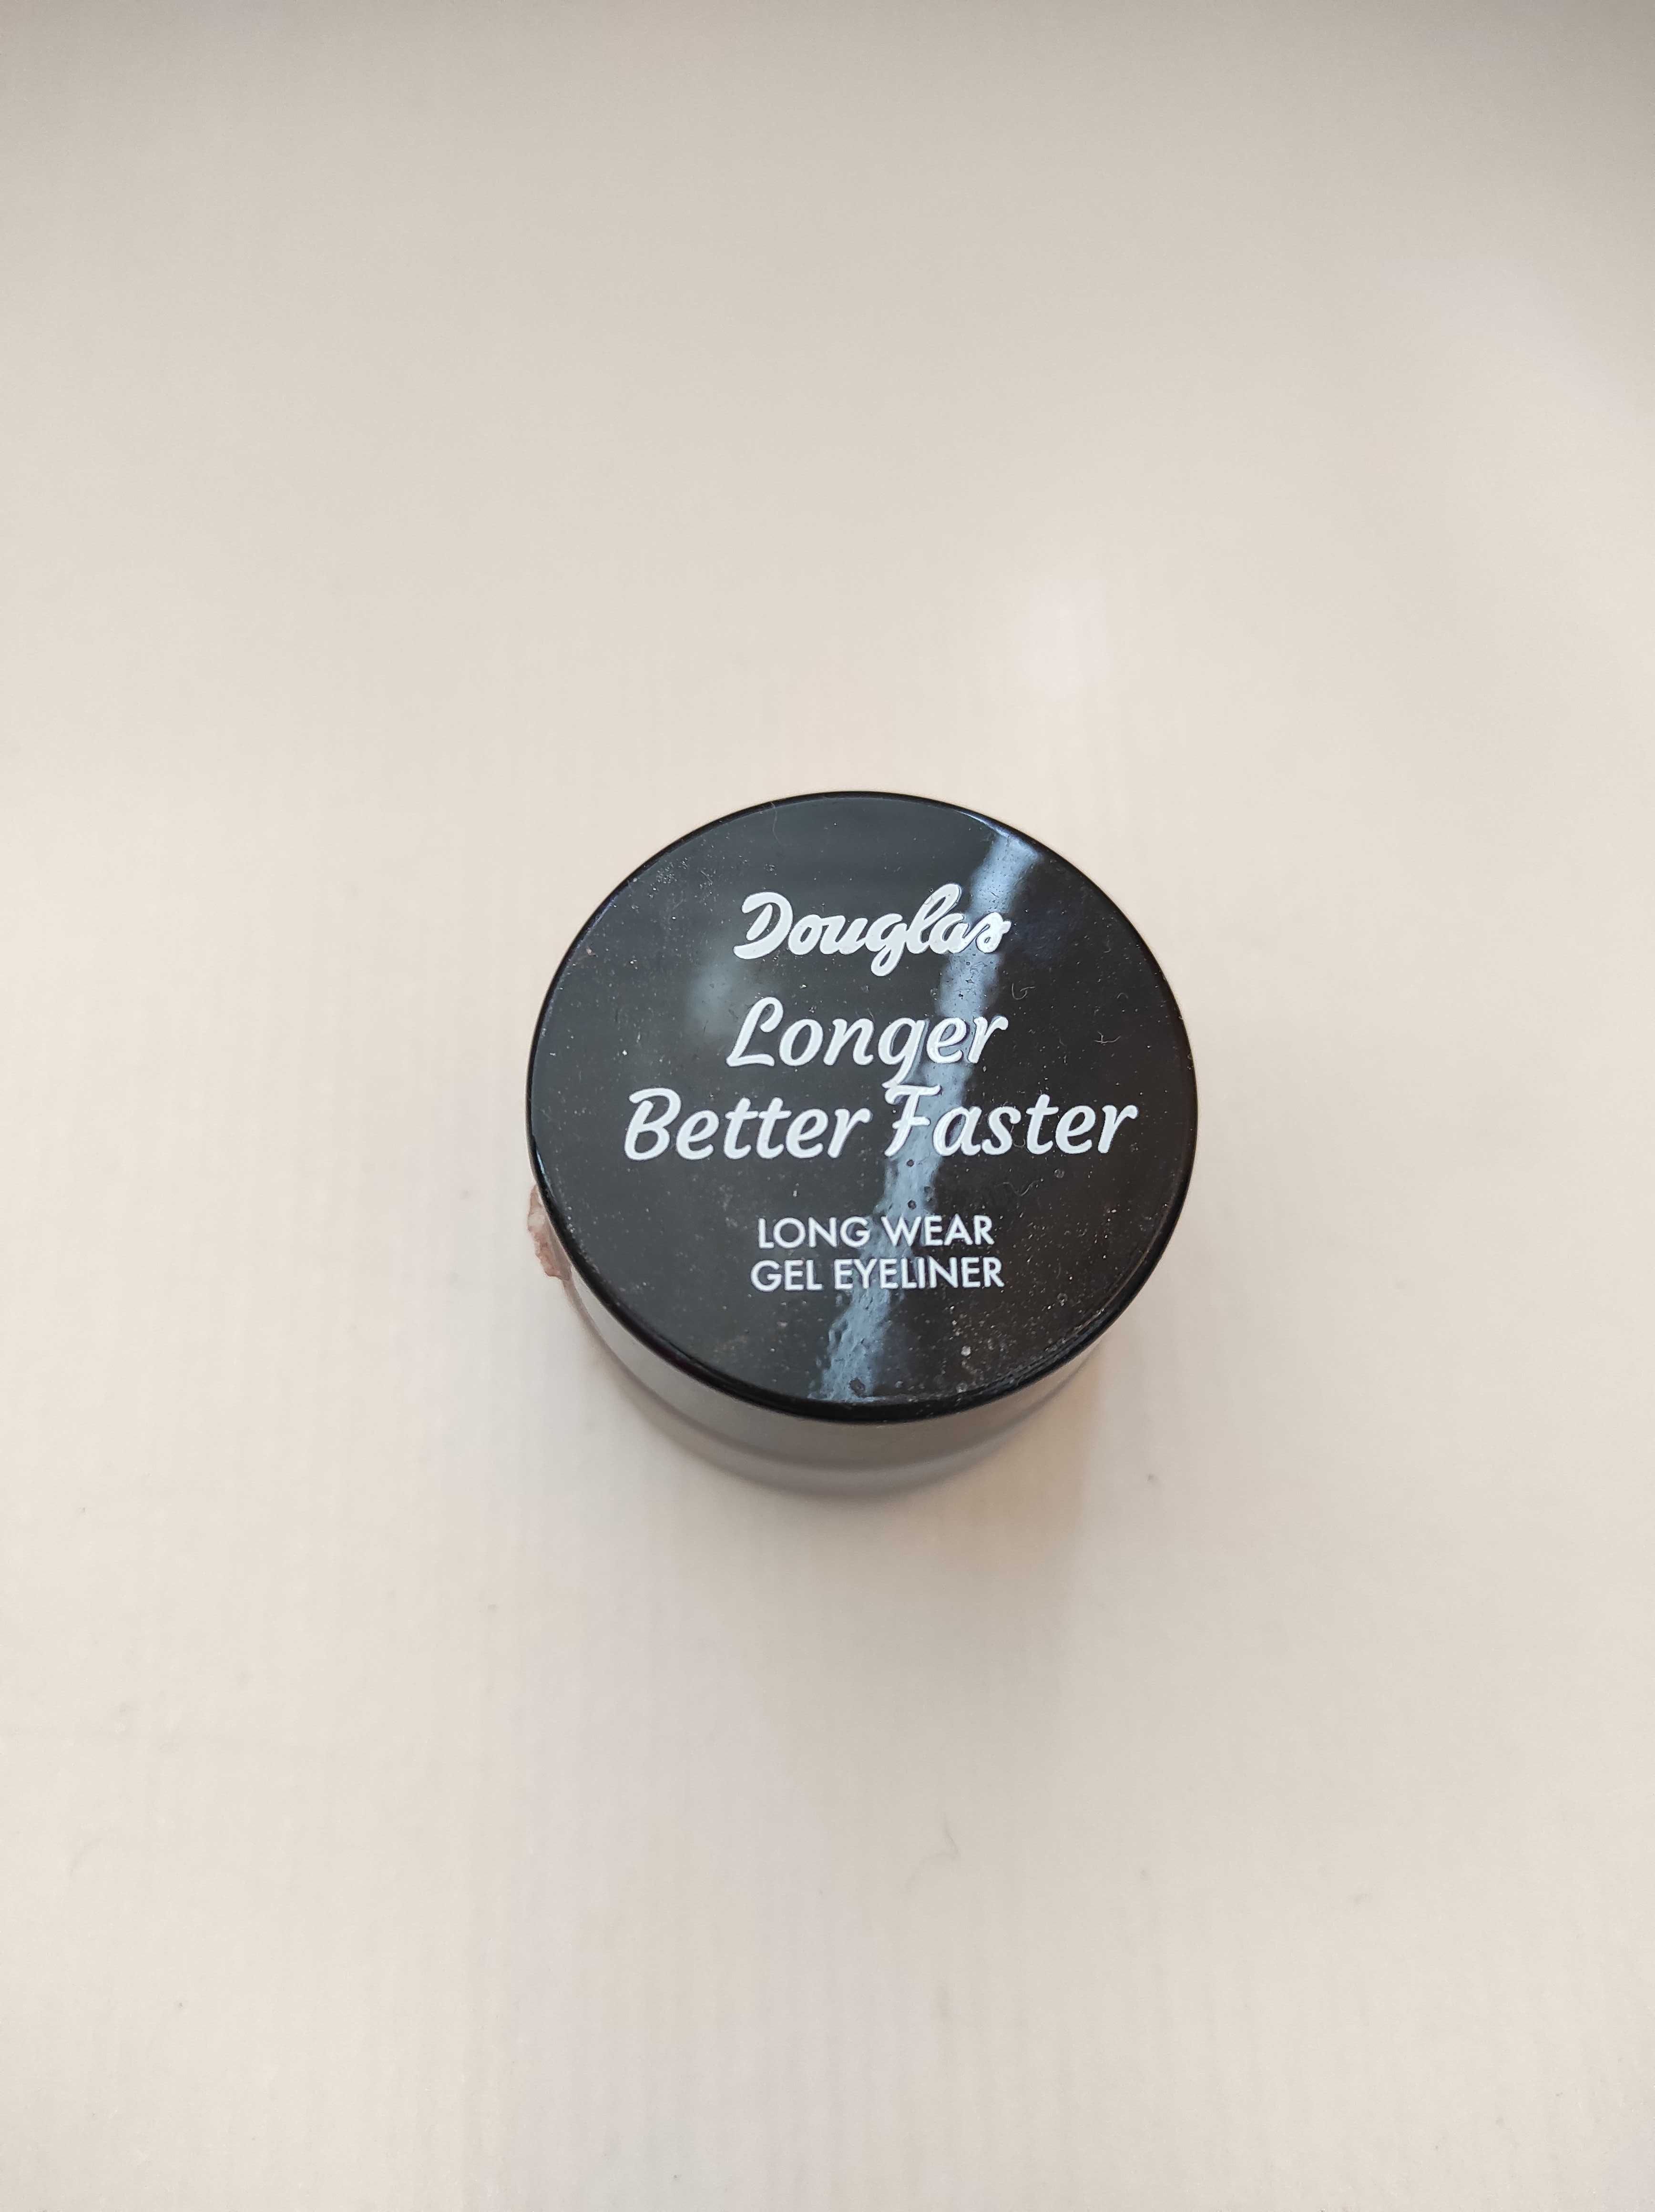 Douglas
Longer
Better Faster
LONG WEAR
GEL EYELINER